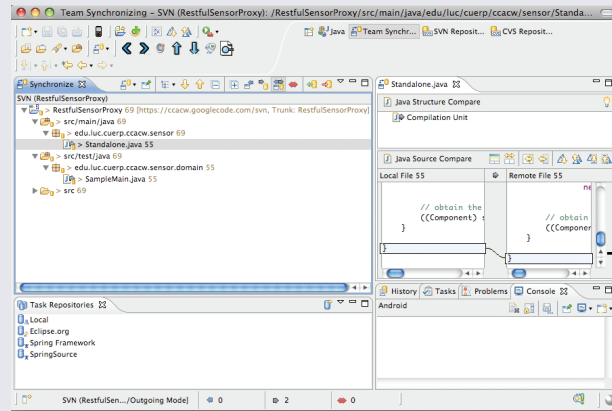 Team Synchronizing – SVN (RestfulSensorProxy): /RestfulSensorProxy/src/main/java/edu/luc/cuerp/ccacw/sensor/Standa...
Java
Team Synchr...
SVN Reposit...
CVS Reposit...
Synchronize
SVN (RestfulSensorProxy)
> RestfulSensorProxy 69 [https://ccacw.googlecode.com/svn, Trunk: RestfulSensorProxy]
> src/main/java 69
> edu.luc.cuerp.ccacw.sensor 69
> Standalone.java 55
> src/test/java 69
> edu.luc.cuerp.ccacw.sensor.domain 55
> SampleMain.java 55
> src 69
Standalone.java
Java Structure Compare
Compilation Unit
Java Source Compare
Local File 55
Remote File 55
ne
// obtain the
((Component) s
}
}
// obtain
((Componer
}
}
Task Repositories
Local
Eclipse.org
Spring Framework
SpringSource
History
Tasks
Problems
Console
Android
SVN (RestfulSen.../Outgoing Mode)
0
2
0